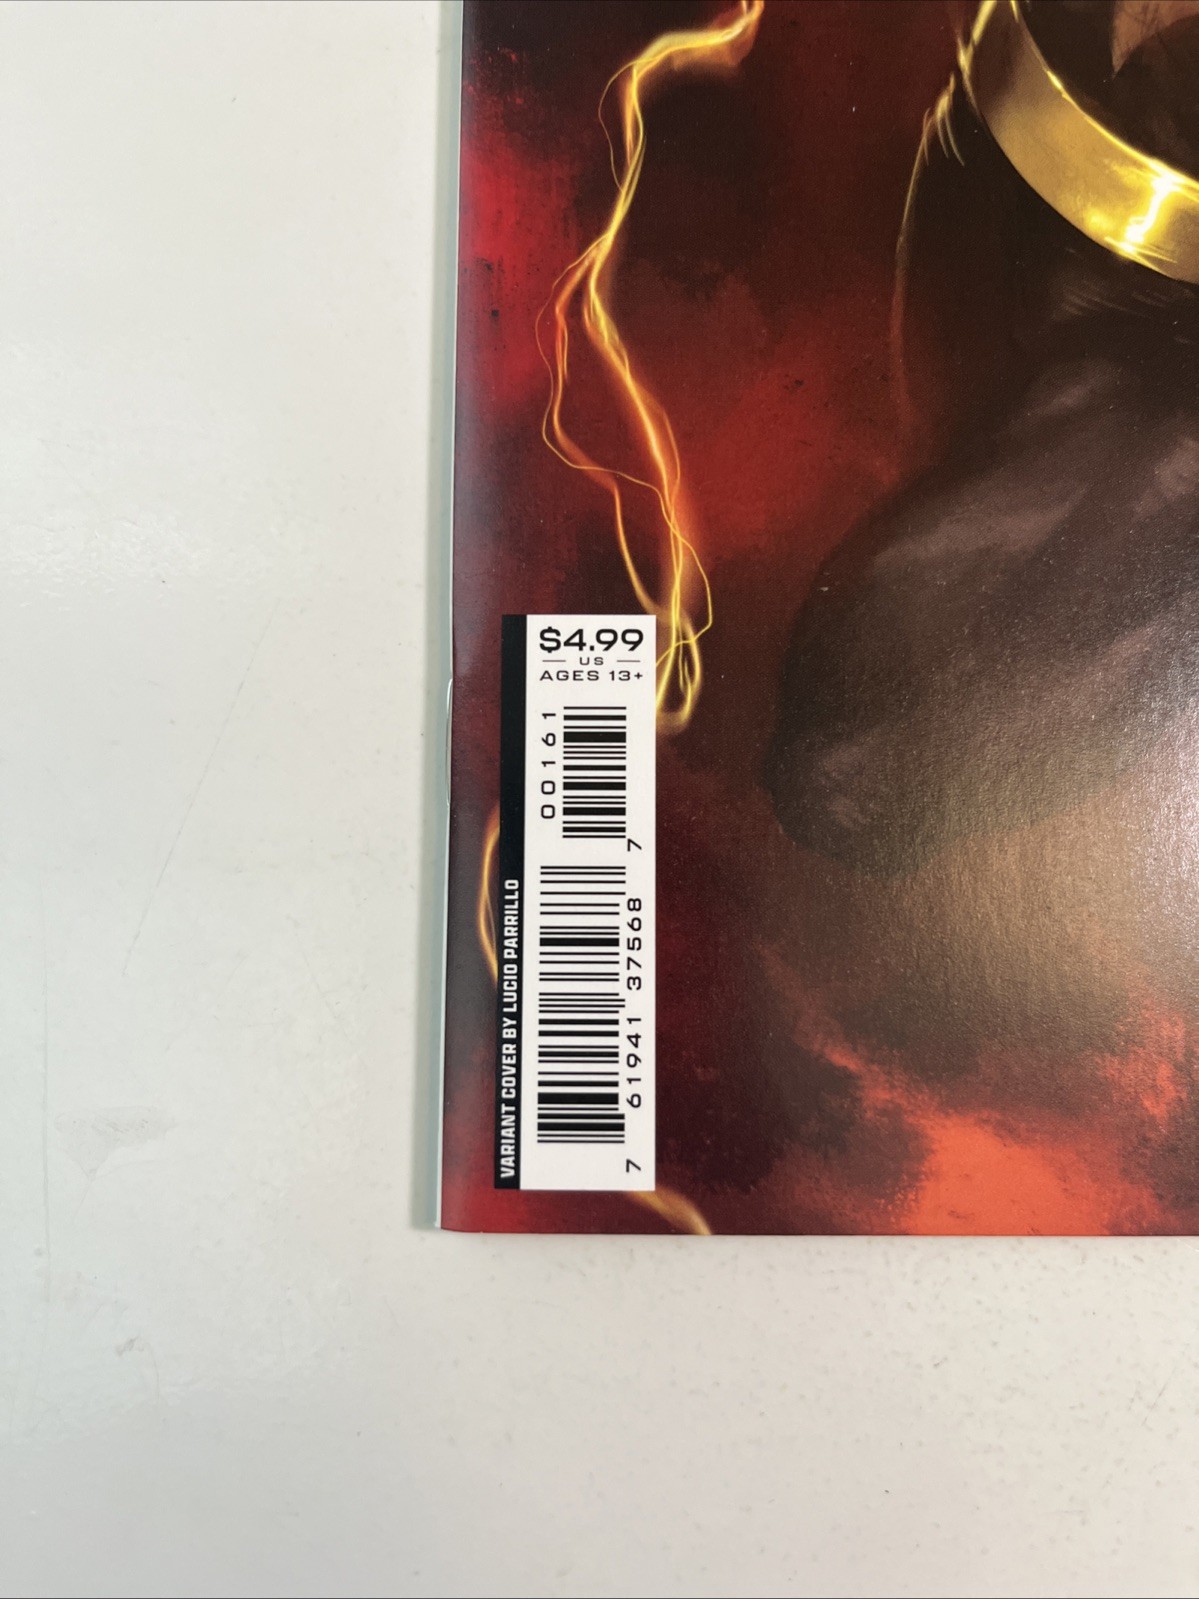 $4.99
US
AGES 13+
00161
7
61941 37568
7
VARIANT COVER BY LUCIO PARRILLO